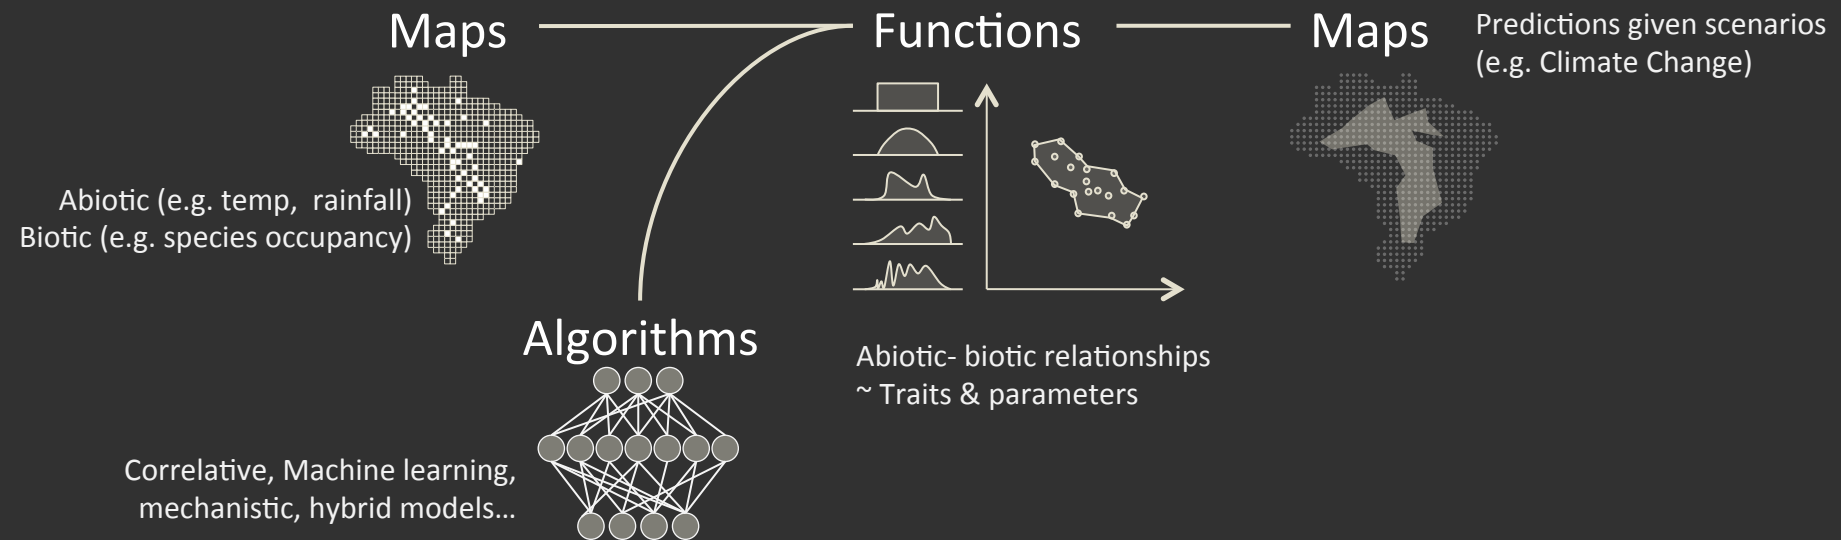 Maps
Functions
Maps
Predictions given scenarios
(e.g. Climate Change)
Abiotic (e.g. temp,  rainfall)
Biotic (e.g. species occupancy)
Algorithms
Abiotic- biotic relationships
~ Traits & parameters
Correlative, Machine learning,
mechanistic, hybrid models…